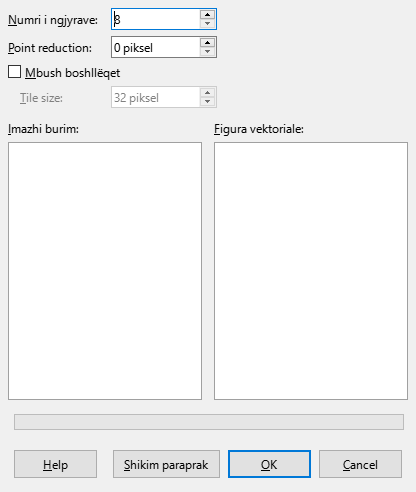 Numri i ngjyrave: 8
Point reduction: 0 piksel
Mbush boshllëqet
Tile size: 32 piksel
Imazhi burim: Figura vektoriale:
Help Shikim paraprak OK Cancel